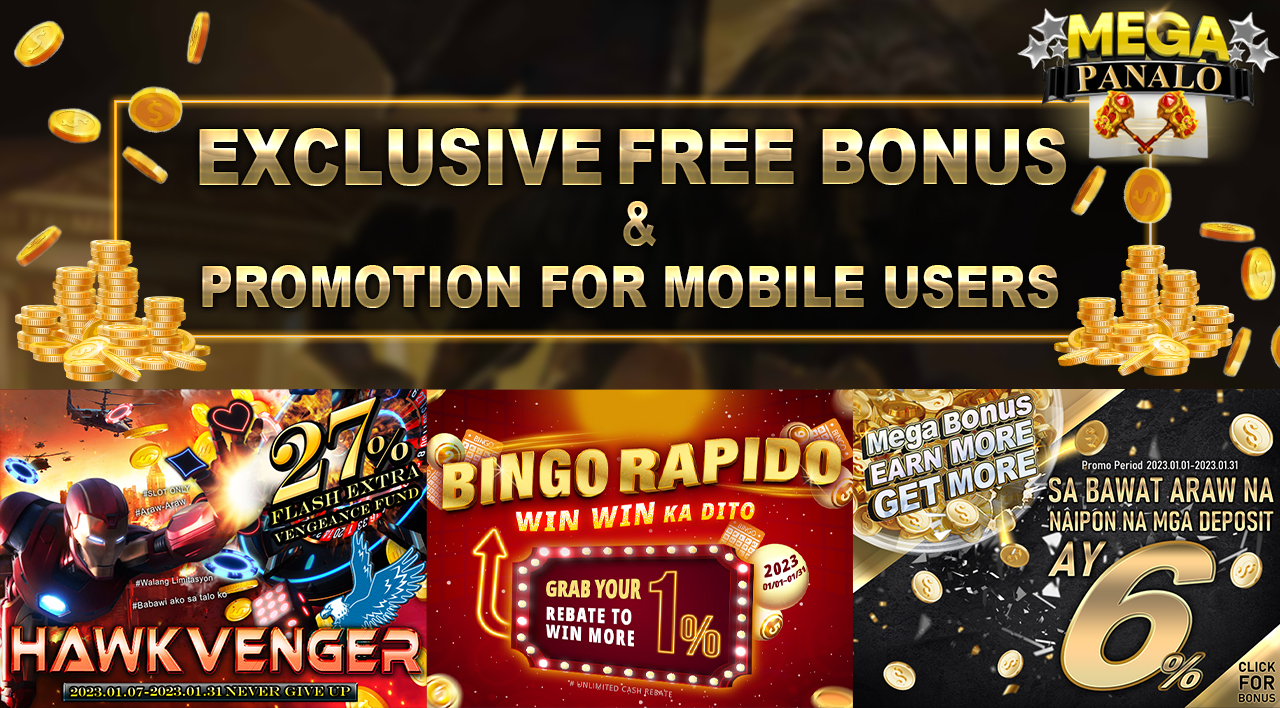 MEGA
PANALO
EXCLUSIVE FREE BONUS
&
PROMOTION FOR MOBILE USERS
27%
FLASH EXTRA
VENGEANCE FUND
#SLOT ONLY
#Araw-Araw
#Walang Limitasyon
#Babawi ako sa talo ko
HAWKVENGER
2023.01.07-2023.01.31 NEVER GIVE UP
BINGO RAPIDO
WIN WIN KA DITO
2023
01/01-01/31
GRAB YOUR
REBATE TO
WIN MORE
1%
*# UNLIMITED CASH REBATE
Mega Bonus
EARN MORE
GET MORE
Promo Period 2023.01.01-2023.01.31
SA BAWAT ARAW NA
NAIPON NA MGA DEPOSIT
AY
6%
CLICK
FOR
BONUS